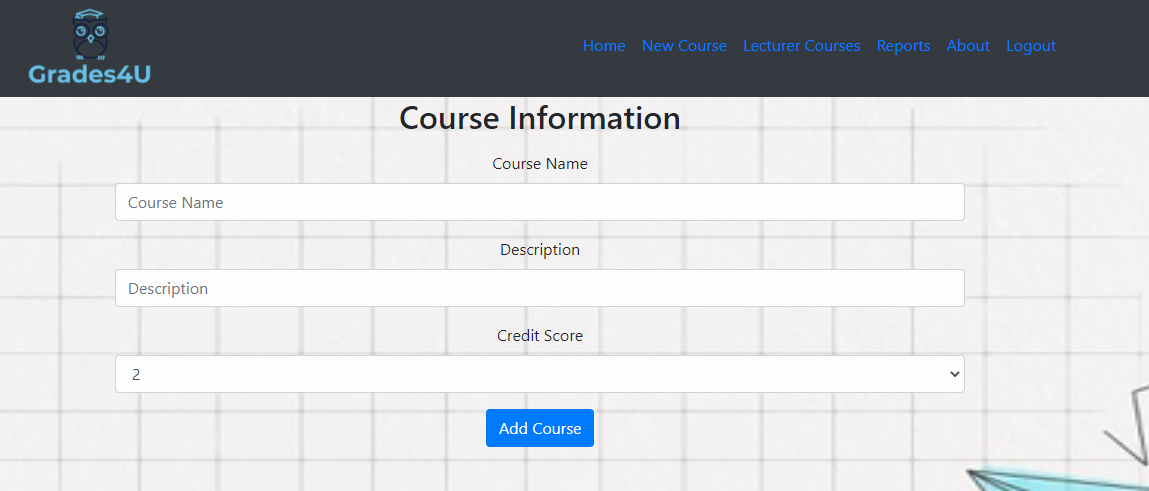 Grades4U
Home New Course Lecturer Courses Reports About Logout
Course Information
Course Name
Course Name
Description
Description
Credit Score
2
Add Course